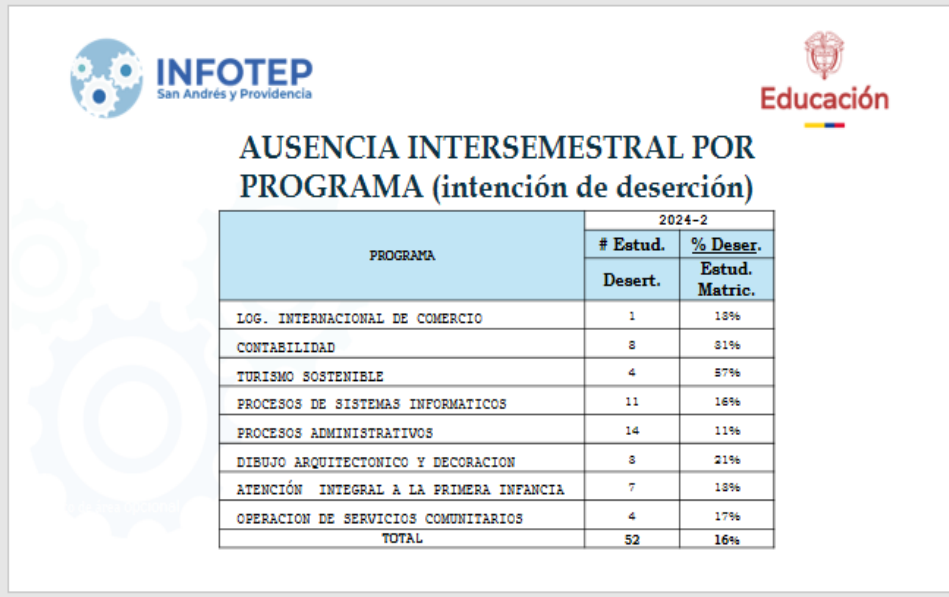 INFOTEP
San Andrés y Providencia
Educación
AUSENCIA INTERSEMESTRAL POR
PROGRAMA (intención de deserción)
PROGRAMA
2024-2
# Estud. % Deser.
Desert. Estud.
Matric.
LOG. INTERNACIONAL DE COMERCIO 1 13%
CONTABILIDAD 8 31%
TURISMO SOSTENIBLE 4 57%
PROCESOS DE SISTEMAS INFORMATICOS 11 16%
PROCESOS ADMINISTRATIVOS 14 11%
DIBUJO ARQUITECTONICO Y DECORACION 3 21%
ATENCIÓN INTEGRAL A LA PRIMERA INFANCIA 7 13%
opcional
OPERACION DE SERVICIOS COMUNITARIOS 4 17%
TOTAL 52 16%